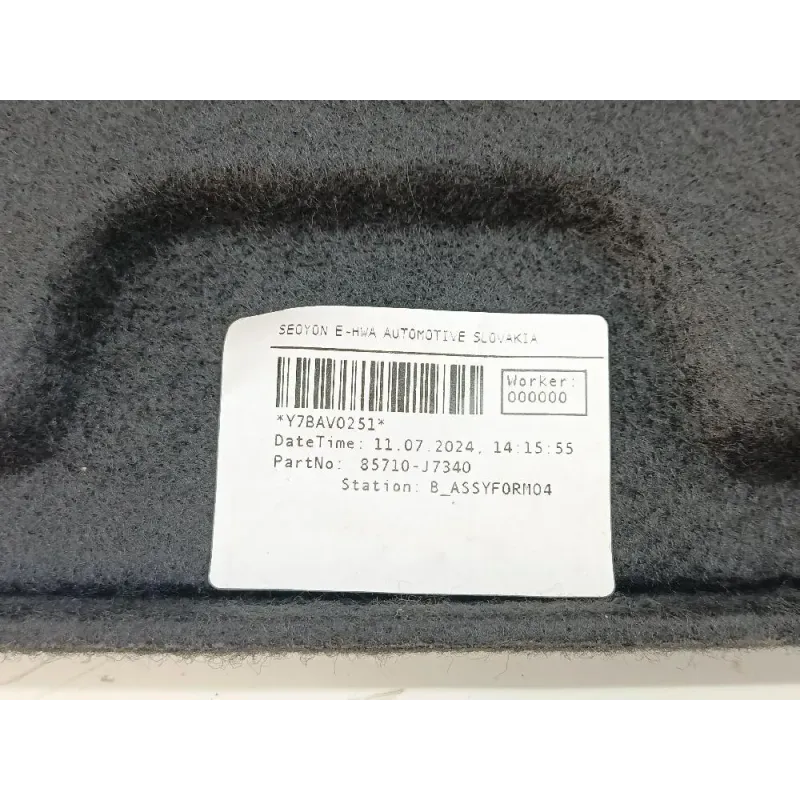 SEOYON E-HWA AUTOMOTIVE SLOVAKIA
Worker:
000000
*Y7BAV0251*
DateTime: 11.07.2024, 14:15:55
PartNo: 85710-J7340
Station: B_ASSYFORM04